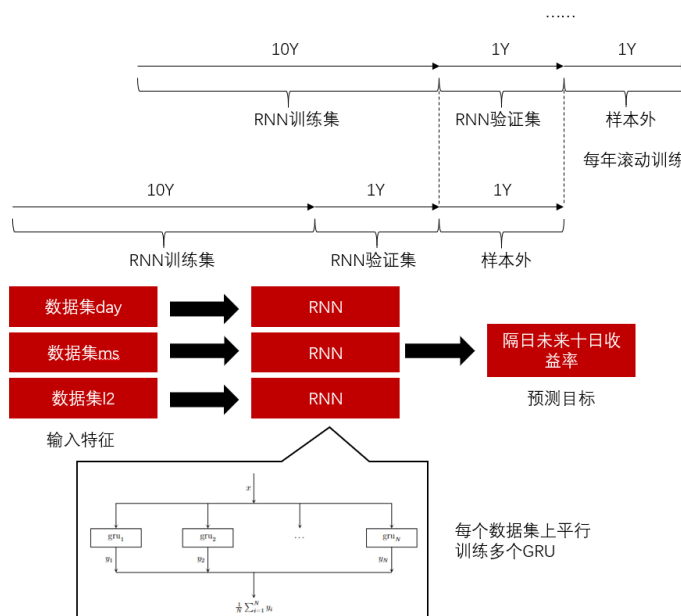 ……
10Y 1Y 1Y
RNN训练集 RNN验证集 样本外
每年滚动训练
10Y 1Y 1Y
RNN训练集 RNN验证集 样本外
数据集day RNN
数据集ms RNN
数据集l2 RNN
隔日未来十日收
益率
预测目标
输入特征
x
gru₁ gru₂ … gru_N
y₁ y₂ y_N
1/N ∑ᵢ₌₁ᴺ yᵢ
每个数据集上平行
训练多个GRU